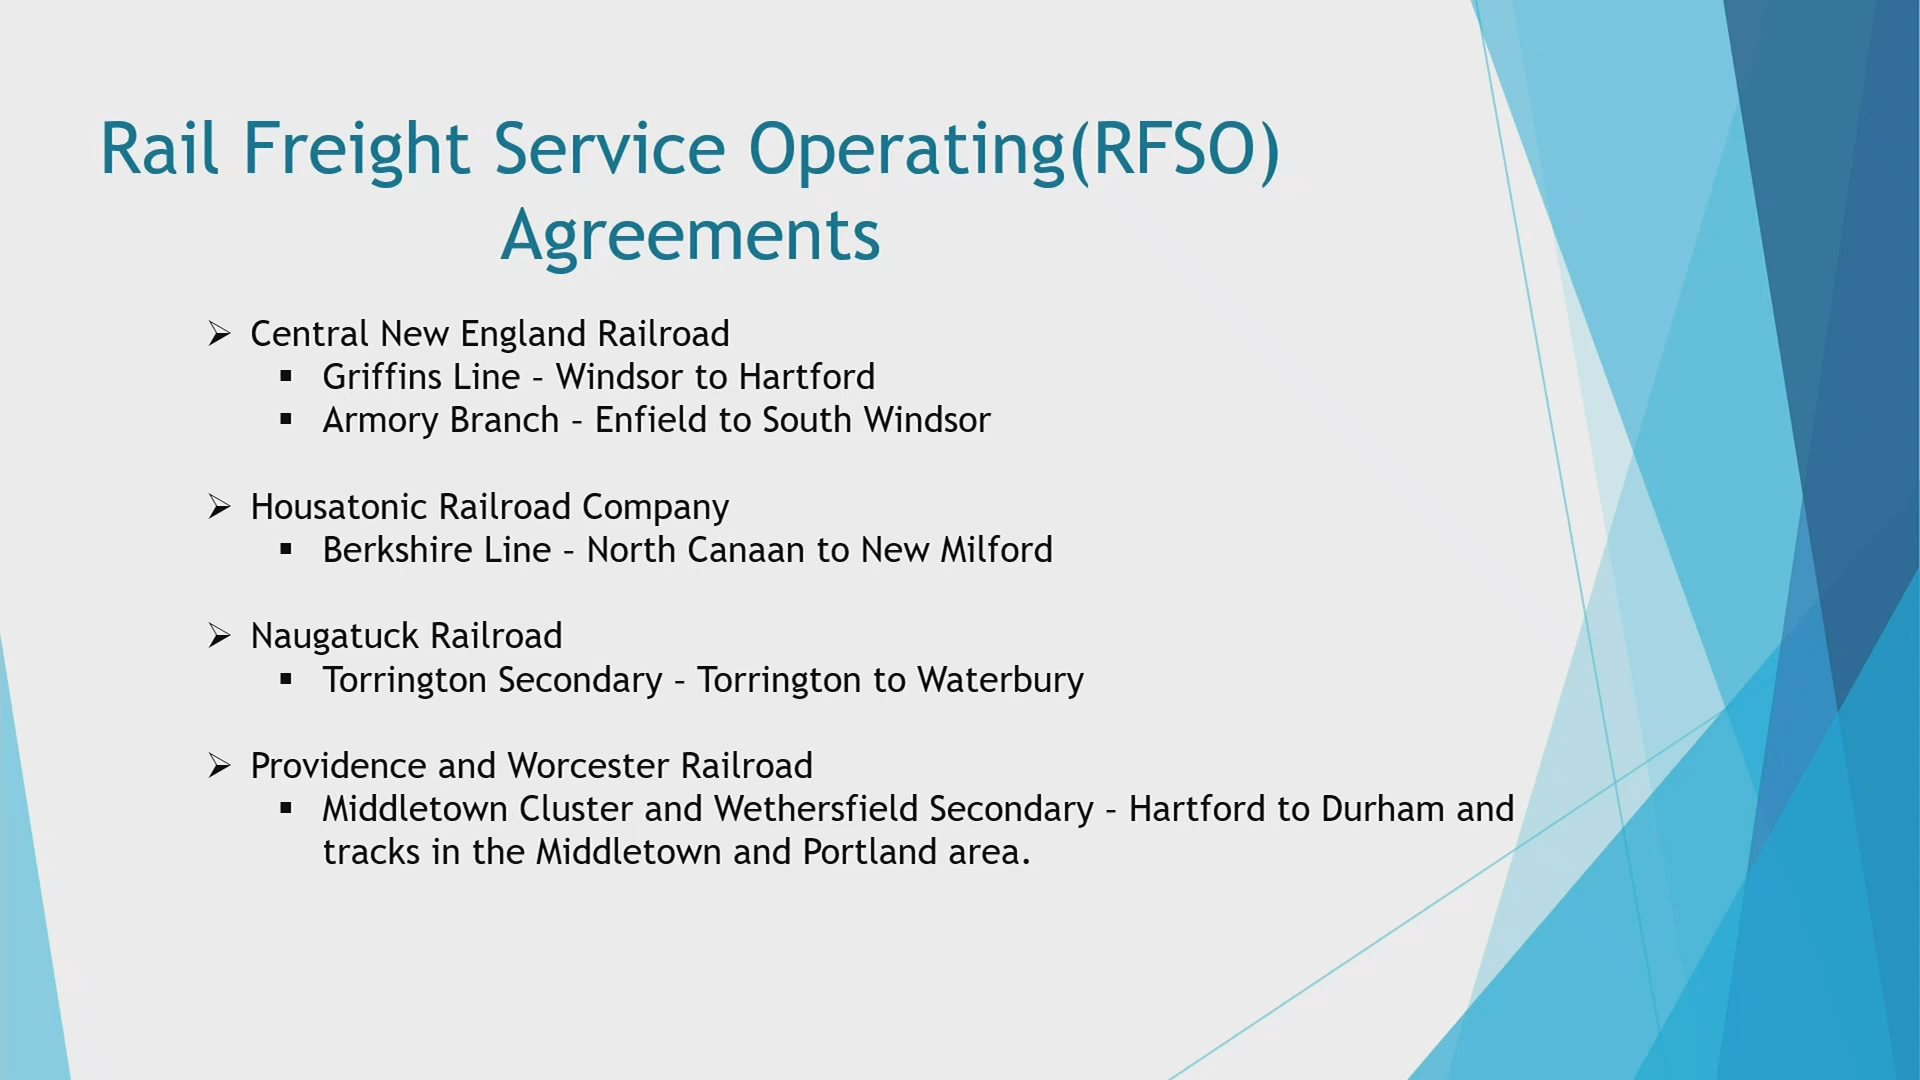 Rail Freight Service Operating(RFSO)
Agreements
➢ Central New England Railroad
▪ Griffins Line – Windsor to Hartford
▪ Armory Branch – Enfield to South Windsor
➢ Housatonic Railroad Company
▪ Berkshire Line – North Canaan to New Milford
➢ Naugatuck Railroad
▪ Torrington Secondary – Torrington to Waterbury
➢ Providence and Worcester Railroad
▪ Middletown Cluster and Wethersfield Secondary – Hartford to Durham and
tracks in the Middletown and Portland area.